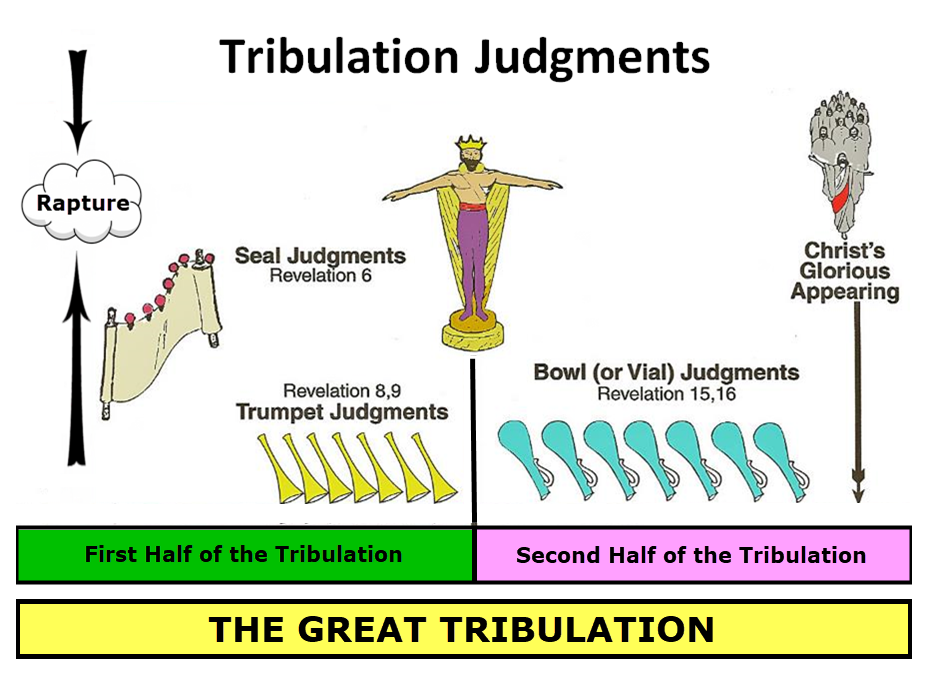 Tribulation Judgments
Rapture
Seal Judgments
Revelation 6
Christ's
Glorious
Appearing
Revelation 8,9
Trumpet Judgments
Bowl (or Vial) Judgments
Revelation 15,16
First Half of the Tribulation
Second Half of the Tribulation
THE GREAT TRIBULATION